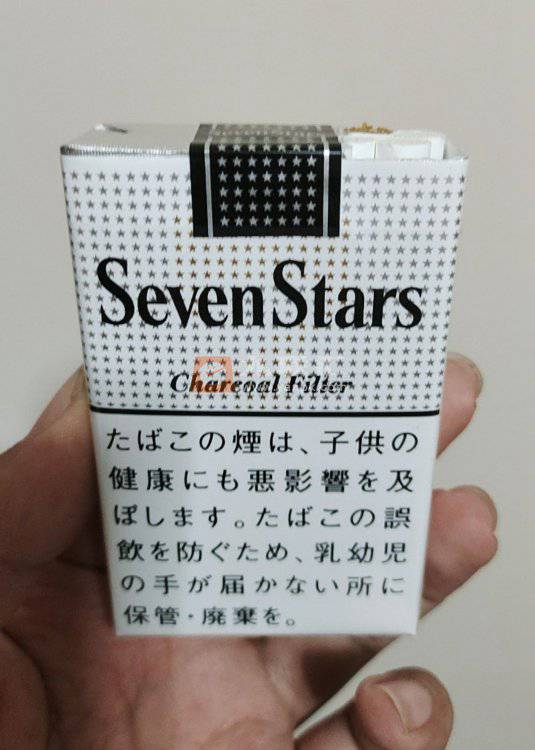 Seven Stars
Charcoal Filter
たばこの煙は、子供の
健康にも悪影響を及
ぼします。たばこの誤
飲を防ぐため、乳幼児
の手が届かない所に
保管・廃棄を。